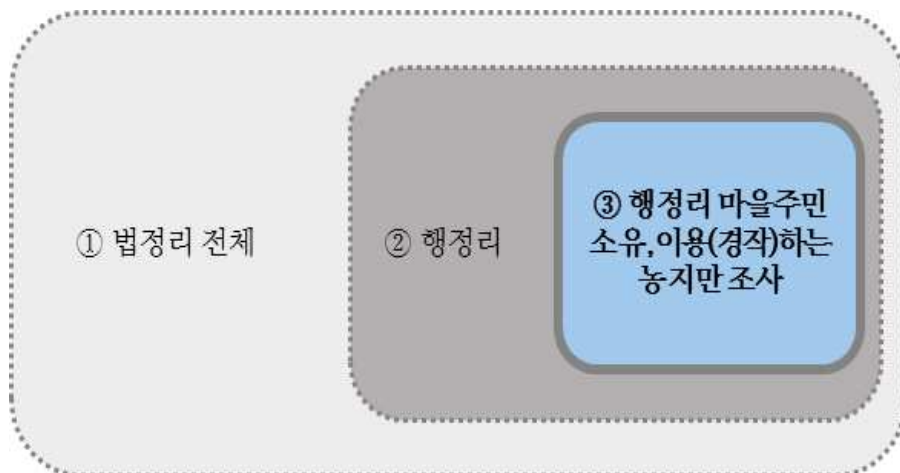 ① 법정리 전체
② 행정리
③ 행정리 마을주민
소유,이용(경작)하는
농지만 조사